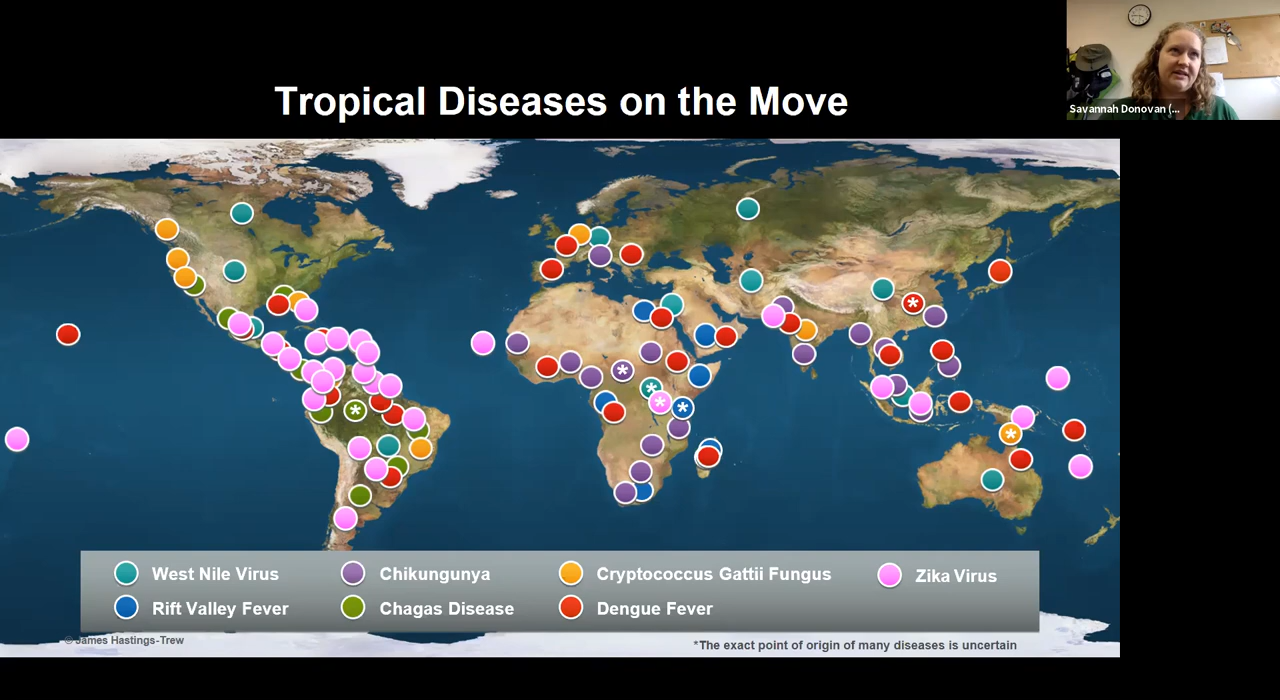 Savannah Donovan (...
Tropical Diseases on the Move
* * * * * * *
West Nile Virus
Chikungunya
Cryptococcus Gattii Fungus
Zika Virus
Rift Valley Fever
Chagas Disease
Dengue Fever
© James Hastings-Trew
*The exact point of origin of many diseases is uncertain